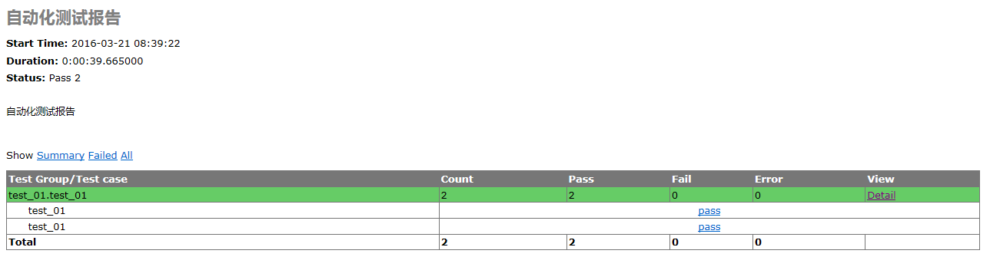 自动化测试报告
Start Time: 2016-03-21 08:39:22
Duration: 0:00:39.665000
Status: Pass 2
自动化测试报告
Show Summary Failed All
Test Group/Test case Count Pass Fail Error View
test_01.test_01 2 2 0 0 Detail
test_01 pass
test_01 pass
Total 2 2 0 0